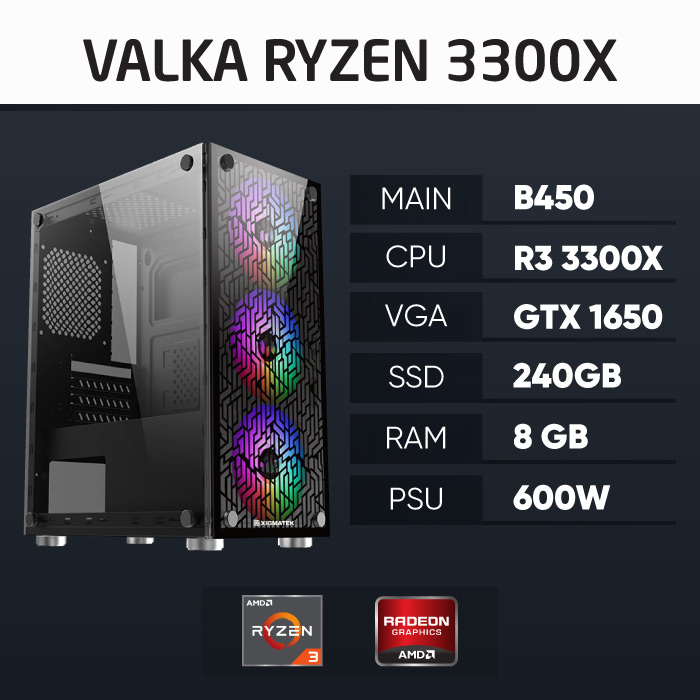 VALKA RYZEN 3300X
MAIN B450
CPU R3 3300X
VGA GTX 1650
SSD 240GB
RAM 8 GB
PSU 600W
XIGMATEK
AMD
RYZEN
3
RADEON
GRAPHICS
AMD